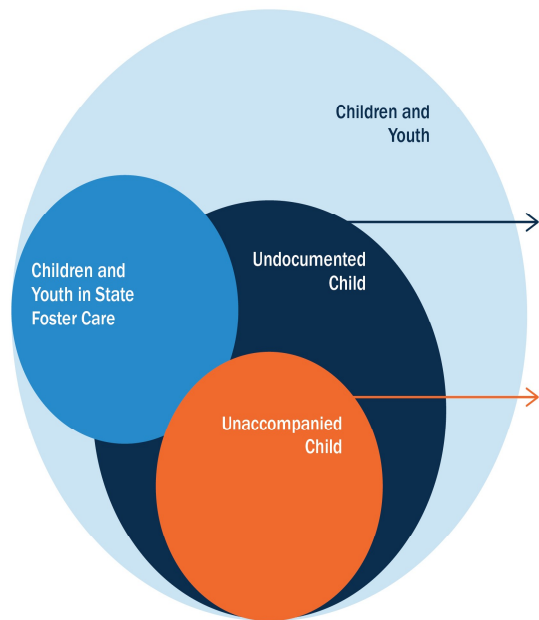 Children and
Youth
Undocumented
Child
Children and
Youth in State
Foster Care
Unaccompanied
Child